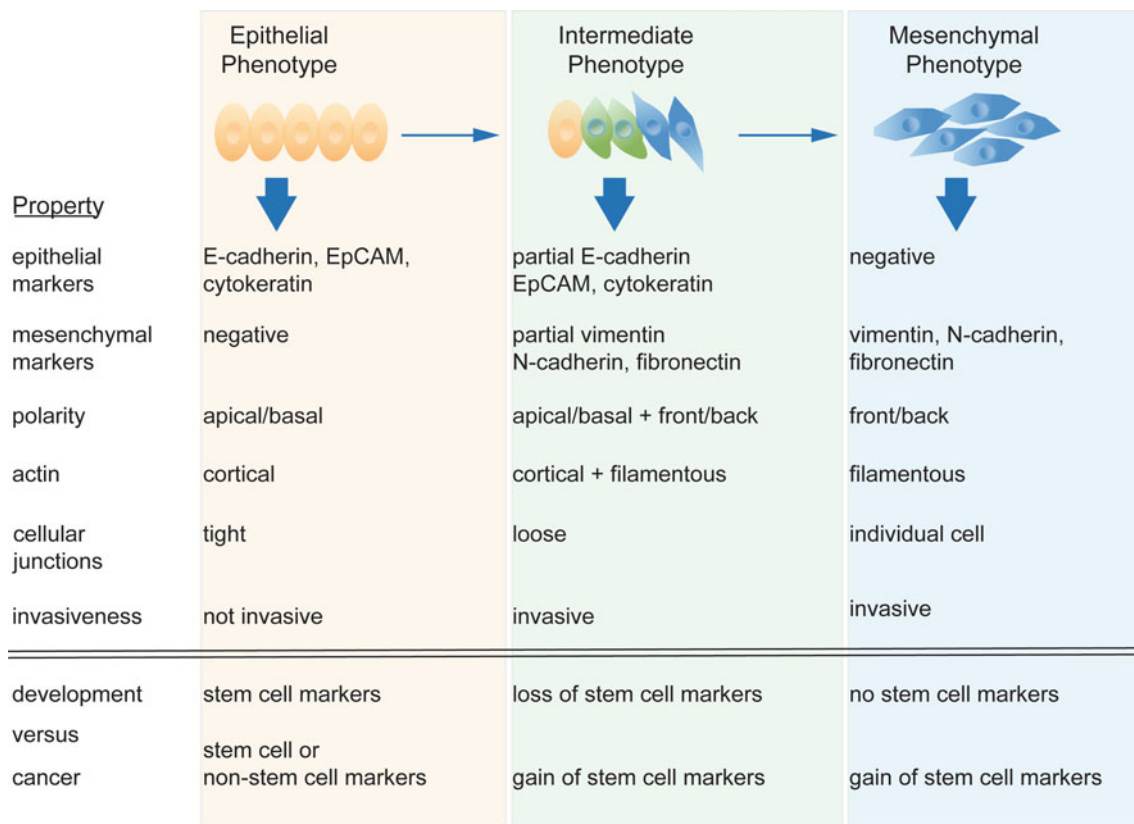 Epithelial
Phenotype
Intermediate
Phenotype
Mesenchymal
Phenotype
Property
epithelial
markers
E-cadherin, EpCAM,
cytokeratin
partial E-cadherin
EpCAM, cytokeratin
negative
mesenchymal
markers
negative
partial vimentin
N-cadherin, fibronectin
vimentin, N-cadherin,
fibronectin
polarity
apical/basal
apical/basal + front/back
front/back
actin
cortical
cortical + filamentous
filamentous
cellular
junctions
tight
loose
individual cell
invasiveness
not invasive
invasive
invasive
development
stem cell markers
loss of stem cell markers
no stem cell markers
versus
cancer
stem cell or
non-stem cell markers
gain of stem cell markers
gain of stem cell markers